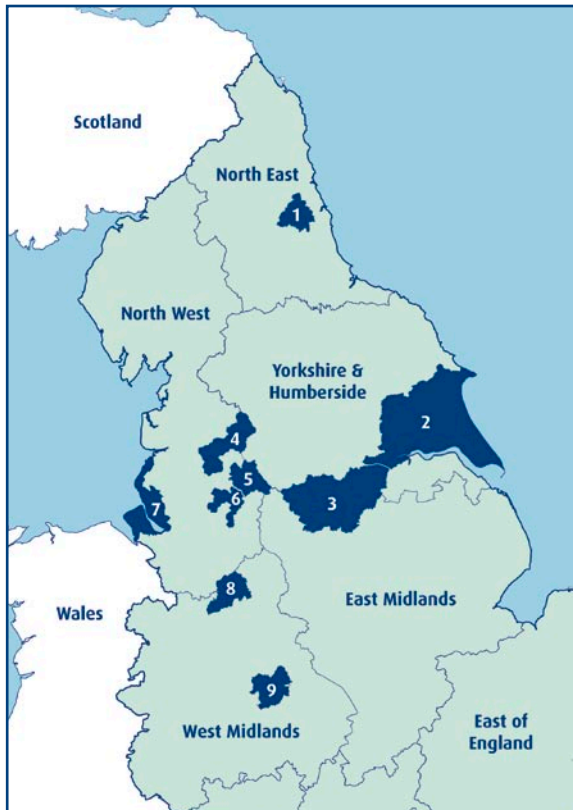 Scotland
North East
1
North West
Yorkshire &
Humberside
2
4
5
6
3
7
8
East Midlands
Wales
9
West Midlands
East of
England